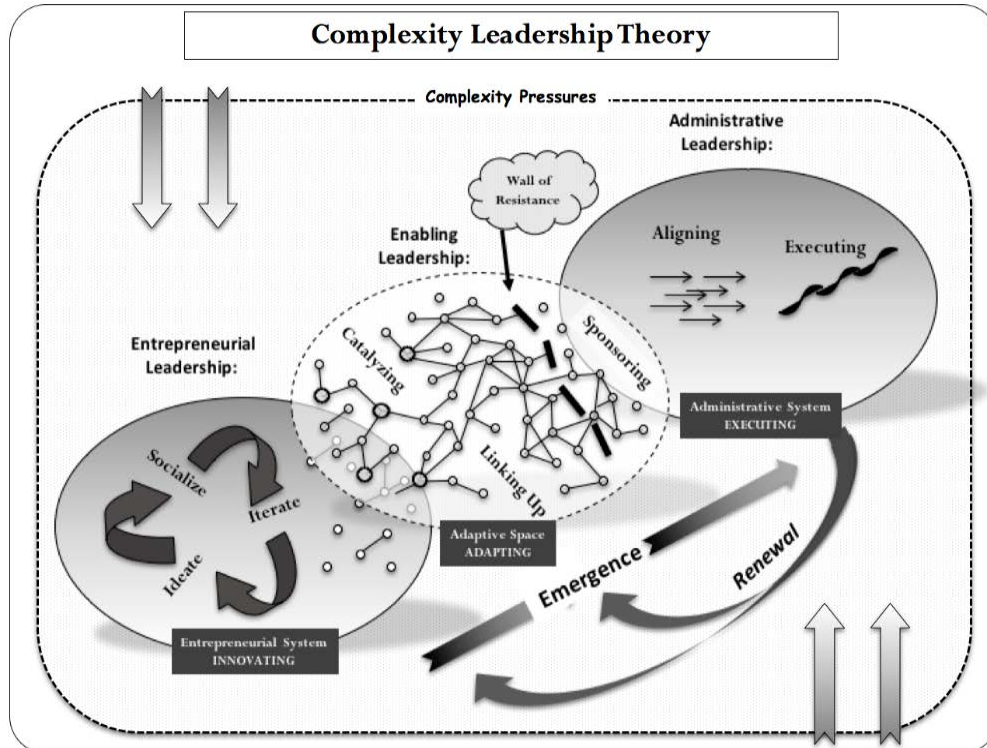 Complexity Leadership Theory
Complexity Pressures
Administrative
Leadership:
Wall of
Resistance
Enabling
Leadership:
Aligning
Executing
Entrepreneurial
Leadership:
Catalyzing
Sponsoring
Linking Up
Administrative System
EXECUTING
Socialize
Iterate
Ideate
Adaptive Space
ADAPTING
Emergence
Renewal
Entrepreneurial System
INNOVATING